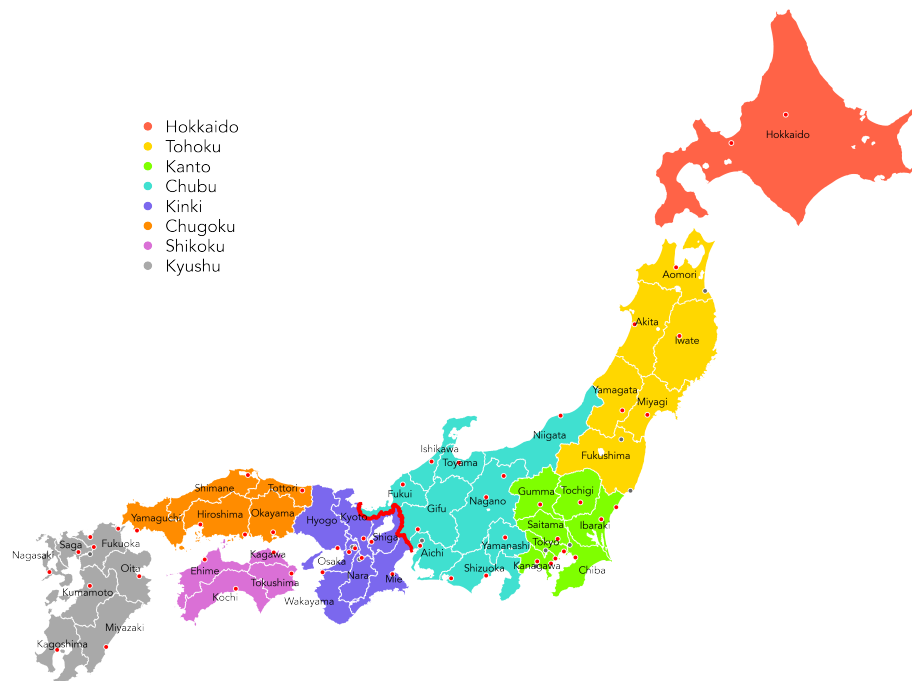 Hokkaido
Tohoku
Kanto
Chubu
Kinki
Chugoku
Shikoku
Kyushu
Hokkaido
Aomori
Akita
Iwate
Yamagata
Miyagi
Niigata
Fukushima
Ishikawa
Toyama
Fukui
Nagano
Gumma
Tochigi
Gifu
Saitama
Ibaraki
Shimane
Tottori
Yamaguchi
Hiroshima
Okayama
Hyogo
Kyoto
Shiga
Aichi
Yamanashi
Tokyo
Kanagawa
Chiba
Shizuoka
Nagasaki
Saga
Fukuoka
Oita
Kumamoto
Miyazaki
Kagoshima
Ehime
Kagawa
Tokushima
Kochi
Osaka
Nara
Mie
Wakayama